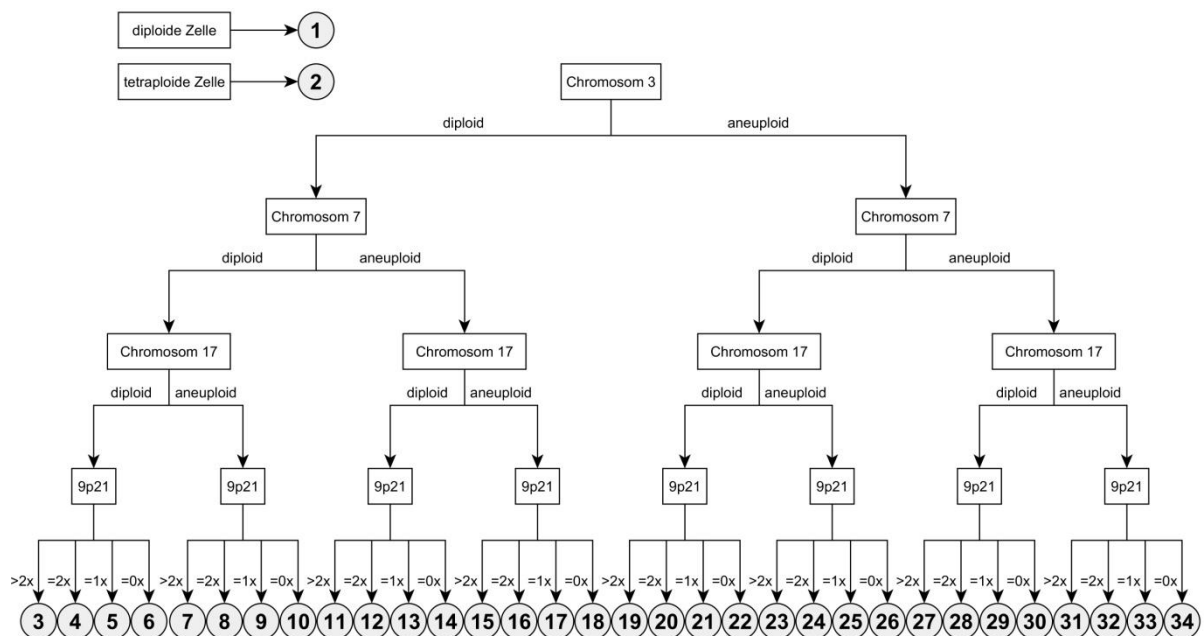 diploide Zelle 1
tetraploide Zelle 2
Chromosom 3
diploid aneuploid
Chromosom 7 Chromosom 7
diploid aneuploid diploid aneuploid
Chromosom 17 Chromosom 17 Chromosom 17 Chromosom 17
diploid aneuploid diploid aneuploid diploid aneuploid diploid aneuploid
9p21 9p21 9p21 9p21 9p21 9p21 9p21 9p21
>2x =2x =1x =0x >2x =2x =1x =0x >2x =2x =1x =0x >2x =2x =1x =0x >2x =2x =1x =0x >2x =2x =1x =0x >2x =2x =1x =0x >2x =2x =1x =0x
3 4 5 6 7 8 9 10 11 12 13 14 15 16 17 18 19 20 21 22 23 24 25 26 27 28 29 30 31 32 33 34